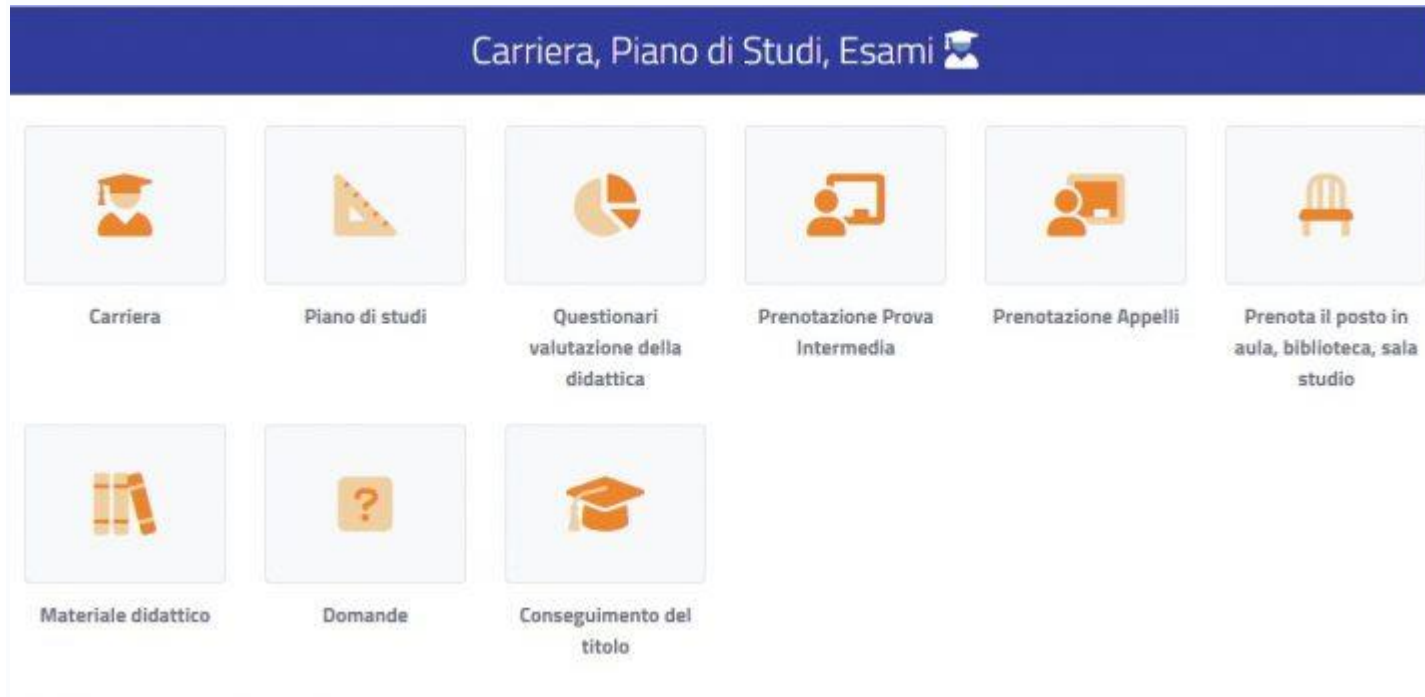 Carriera, Piano di Studi, Esami
Carriera
Piano di studi
Questionari
valutazione della
didattica
Prenotazione Prova
Intermedia
Prenotazione Appelli
Prenota il posto in
aula, biblioteca, sala
studio
Materiale didattico
?
Domande
Conseguimento del
titolo